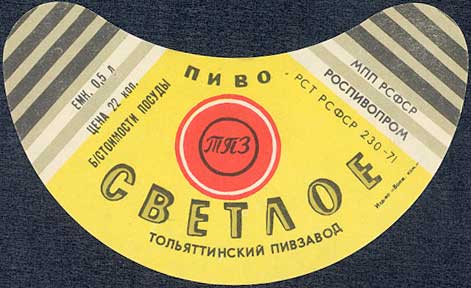 ПИВО
ЕМК. 0,5 Л
ЦЕНА 22 коп.
Б/СТОИМОСТИ ПОСУДЫ
МПП РСФСР
РОСПИВОПРОМ
РСТ РСФСР 230-71
ТПЗ
СВЕТЛОЕ
ТОЛЬЯТТИНСКИЙ ПИВЗАВОД